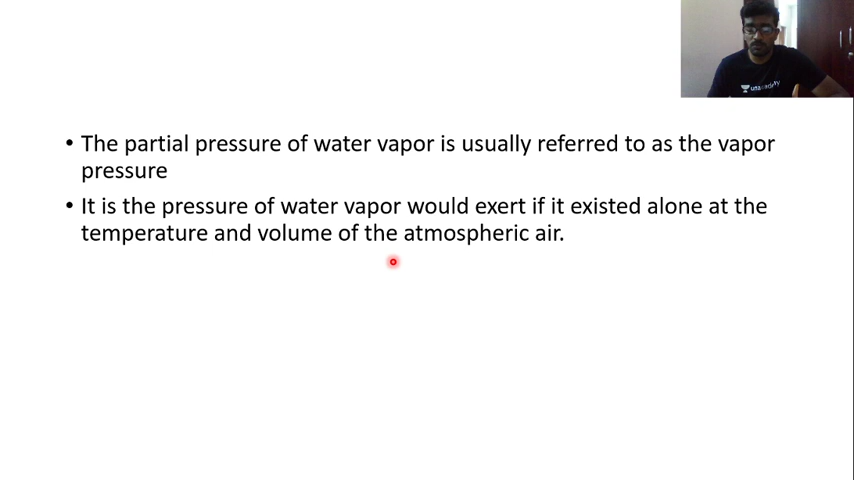 • The partial pressure of water vapor is usually referred to as the vapor
pressure
• It is the pressure of water vapor would exert if it existed alone at the
temperature and volume of the atmospheric air.